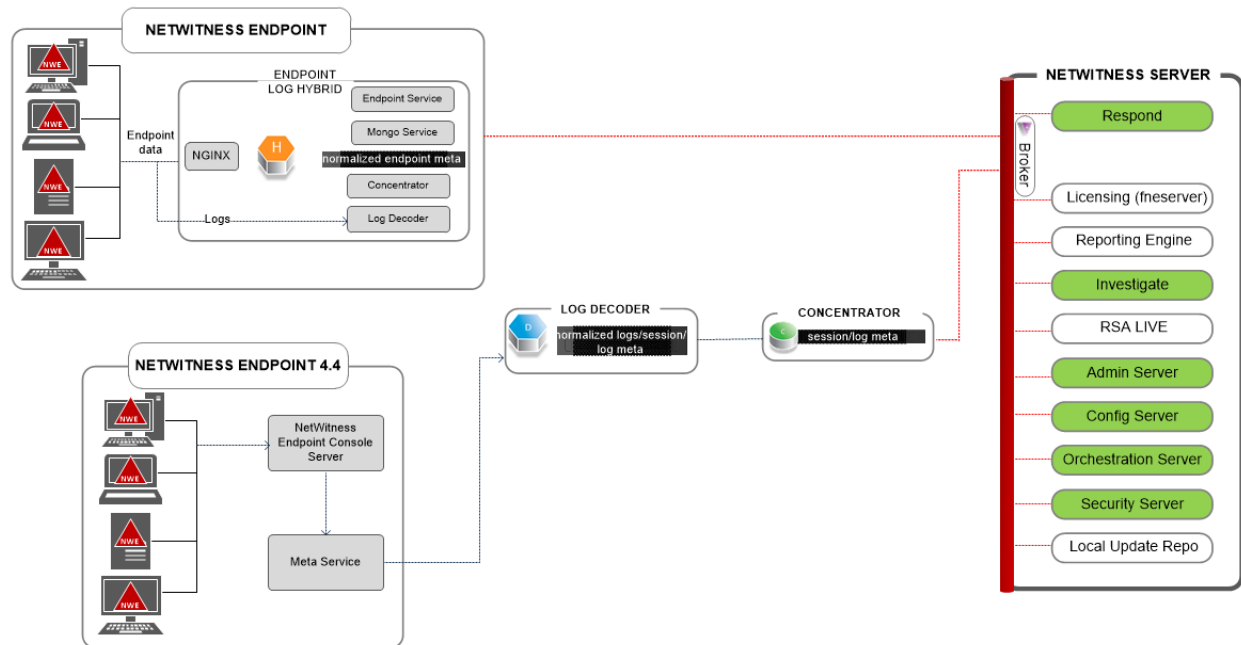 NETWITNESS ENDPOINT
NWE
NWE
NWE
NWE
Endpoint
data
Logs
ENDPOINT
LOG HYBRID
NGINX
H
Endpoint Service
Mongo Service
normalized endpoint meta
Concentrator
Log Decoder
NETWITNESS ENDPOINT 4.4
NWE
NWE
NWE
NWE
NetWitness
Endpoint Console
Server
Meta Service
LOG DECODER
D
normalized logs/session/
log meta
CONCENTRATOR
C
session/log meta
NETWITNESS SERVER
Broker
Respond
Licensing (fneserver)
Reporting Engine
Investigate
RSA LIVE
Admin Server
Config Server
Orchestration Server
Security Server
Local Update Repo